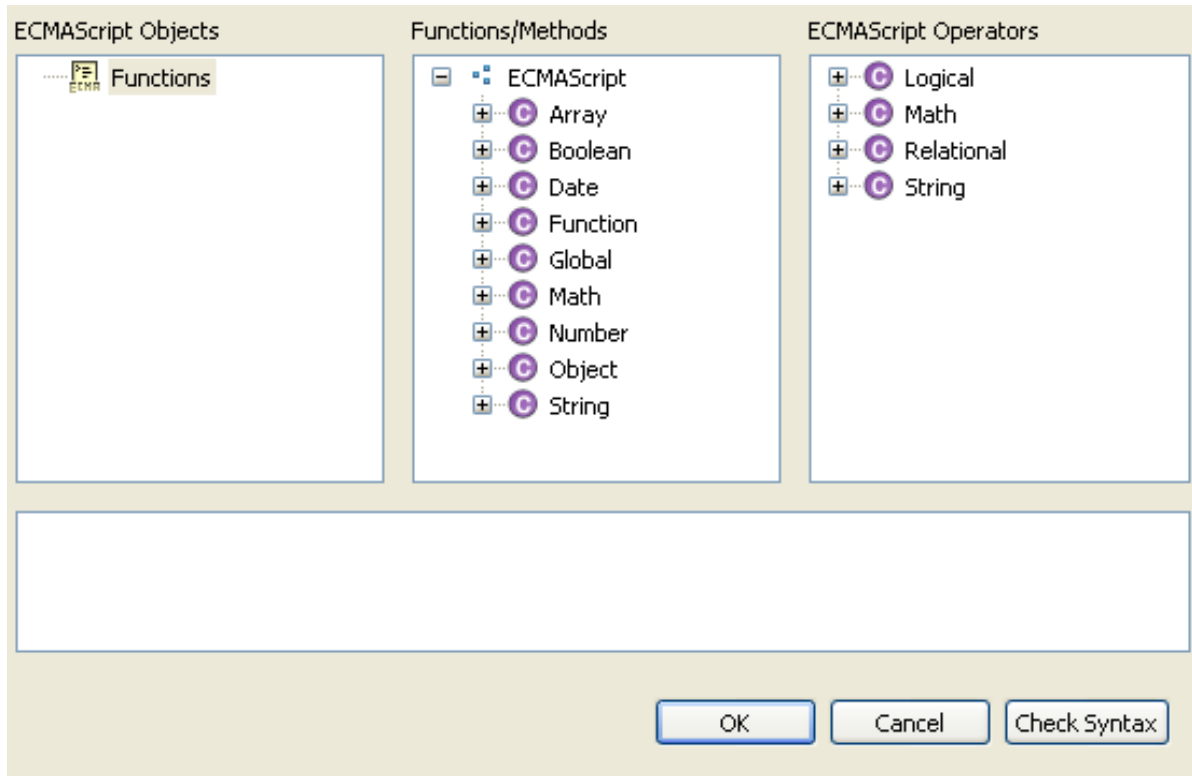 ECMAScript Objects
Functions
Functions/Methods
ECMAScript
Array
Boolean
Date
Function
Global
Math
Number
Object
String
ECMAScript Operators
Logical
Math
Relational
String
OK
Cancel
Check Syntax